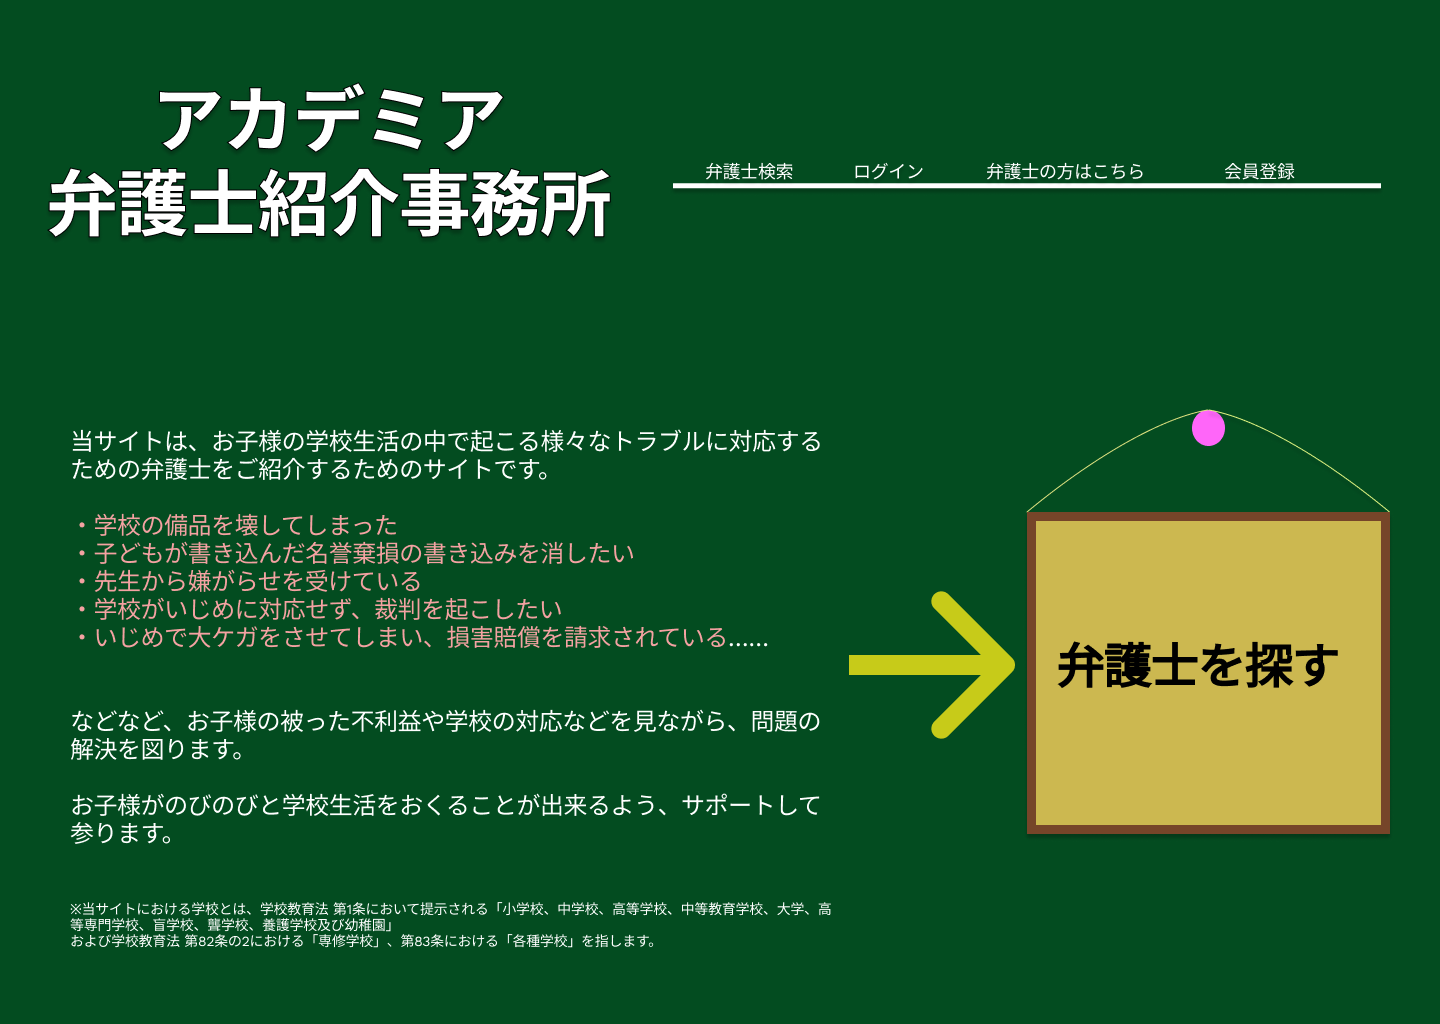 アカデミア
弁護士紹介事務所
弁護士検索 ログイン 弁護士の方はこちら 会員登録
当サイトは、お子様の学校生活の中で起こる様々なトラブルに対応する
ための弁護士をご紹介するためのサイトです。
・学校の備品を壊してしまった
・子どもが書き込んだ名誉棄損の書き込みを消したい
・先生から嫌がらせを受けている
・学校がいじめに対応せず、裁判を起こしたい
・いじめで大ケガをさせてしまい、損害賠償を請求されている……
などなど、お子様の被った不利益や学校の対応などを見ながら、問題の
解決を図ります。
お子様がのびのびと学校生活をおくることが出来るよう、サポートして
参ります。
弁護士を探す
※当サイトにおける学校とは、学校教育法 第1条において提示される「小学校、中学校、高等学校、中等教育学校、大学、高
等専門学校、盲学校、聾学校、養護学校及び幼稚園」
および学校教育法 第82条の2における「専修学校」、第83条における「各種学校」を指します。